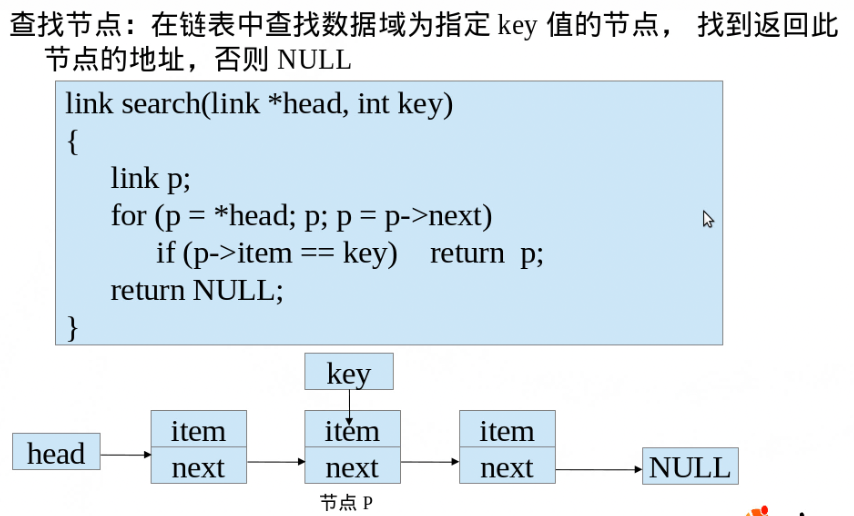 查找节点：在链表中查找数据域为指定 key 值的节点， 找到返回此
节点的地址，否则 NULL
link search(link *head, int key)
{
link p;
for (p = *head; p; p = p->next)
if (p->item == key) return p;
return NULL;
}
key
item item item
head next next next NULL
节点 P